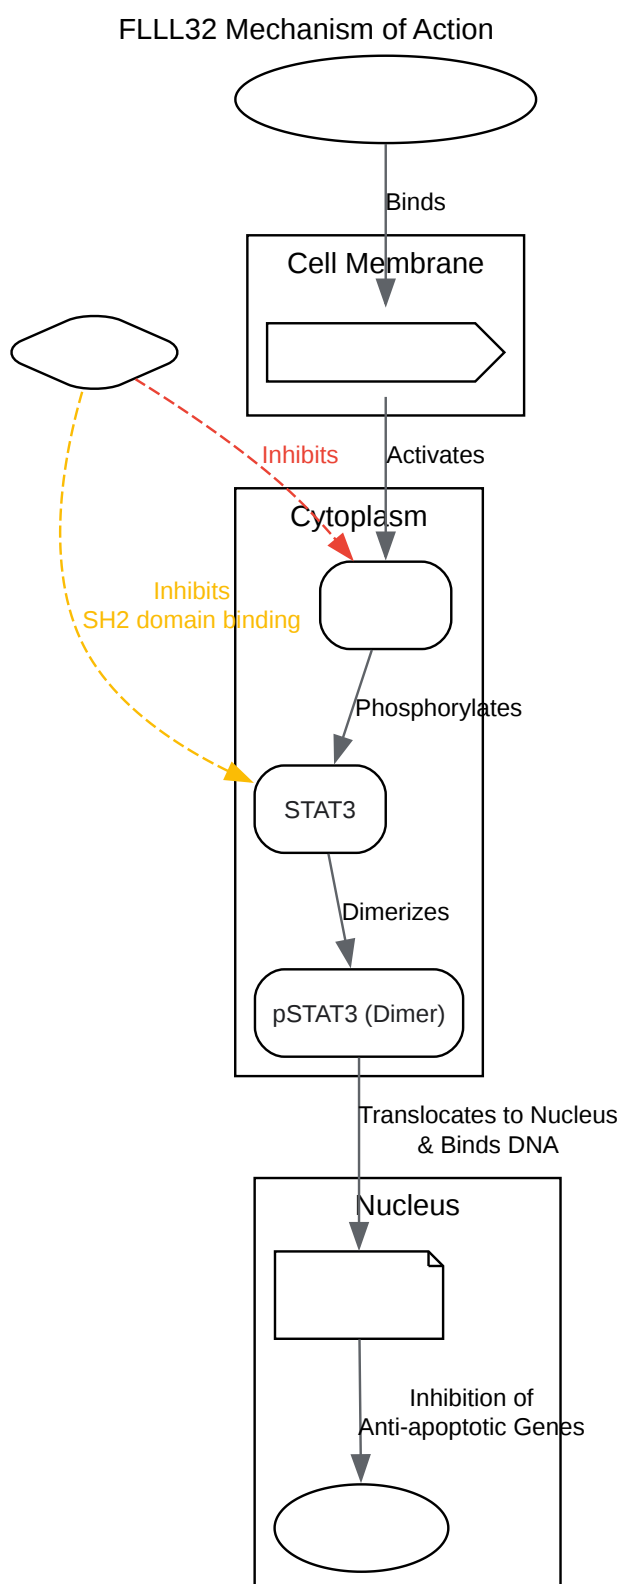 FLLL32 Mechanism of Action
Binds
Cell Membrane
Inhibits
Activates
Cytoplasm
Inhibits
SH2 domain binding
Phosphorylates
STAT3
Dimerizes
pSTAT3 (Dimer)
Translocates to Nucleus
& Binds DNA
Nucleus
Inhibition of
Anti-apoptotic Genes